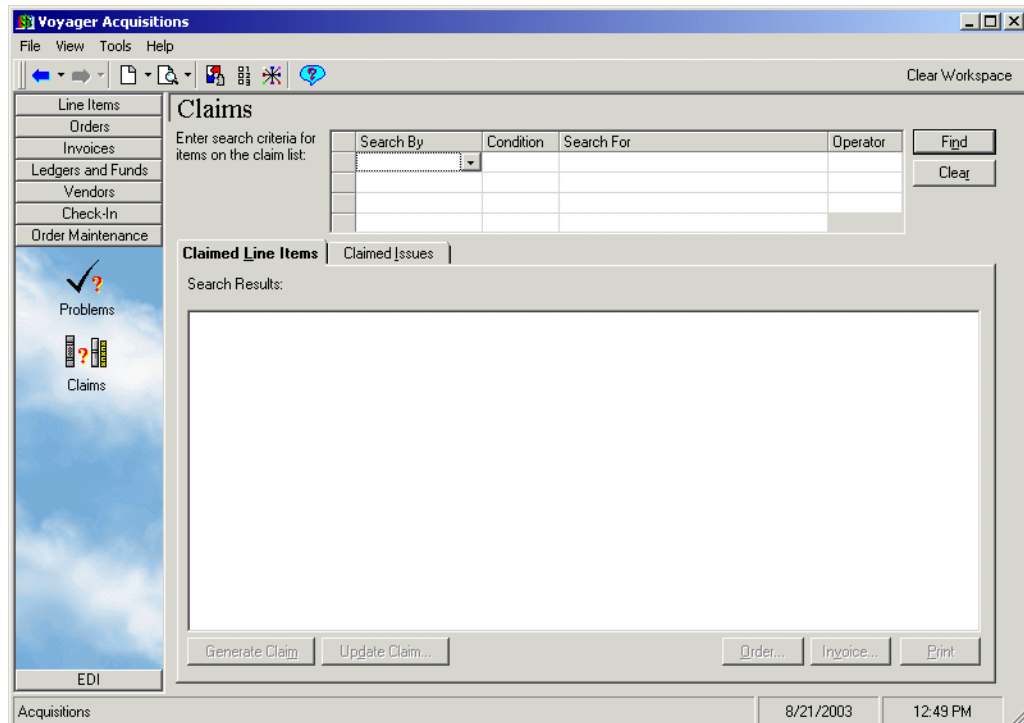 Voyager Acquisitions
File View Tools Help
Clear Workspace
Line Items
Orders
Invoices
Ledgers and Funds
Vendors
Check-In
Order Maintenance
Problems
Claims
EDI
Claims
Enter search criteria for
items on the claim list:
Search By Condition Search For Operator
Find
Clear
Claimed Line Items Claimed Issues
Search Results:
Generate Claim Update Claim... Order... Invoice... Print
Acquisitions 8/21/2003 12:49 PM